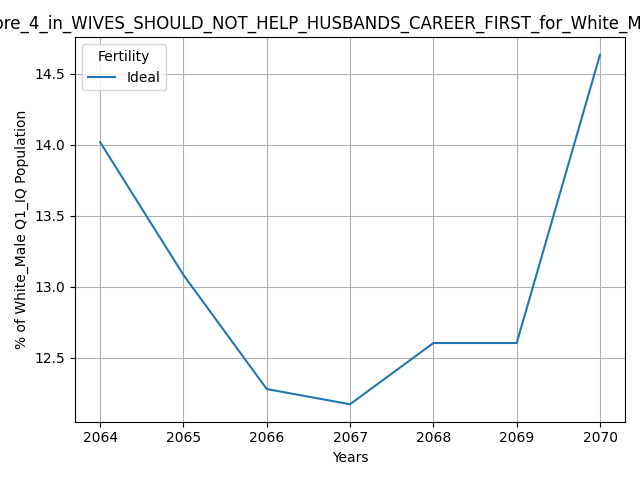 ore_4_in_WIVES_SHOULD_NOT_HELP_HUSBANDS_CAREER_FIRST_for_White_M
Fertility
Ideal
14.5
14.0
13.5
13.0
12.5
% of White_Male Q1_IQ Population
2064 2065 2066 2067 2068 2069 2070
Years